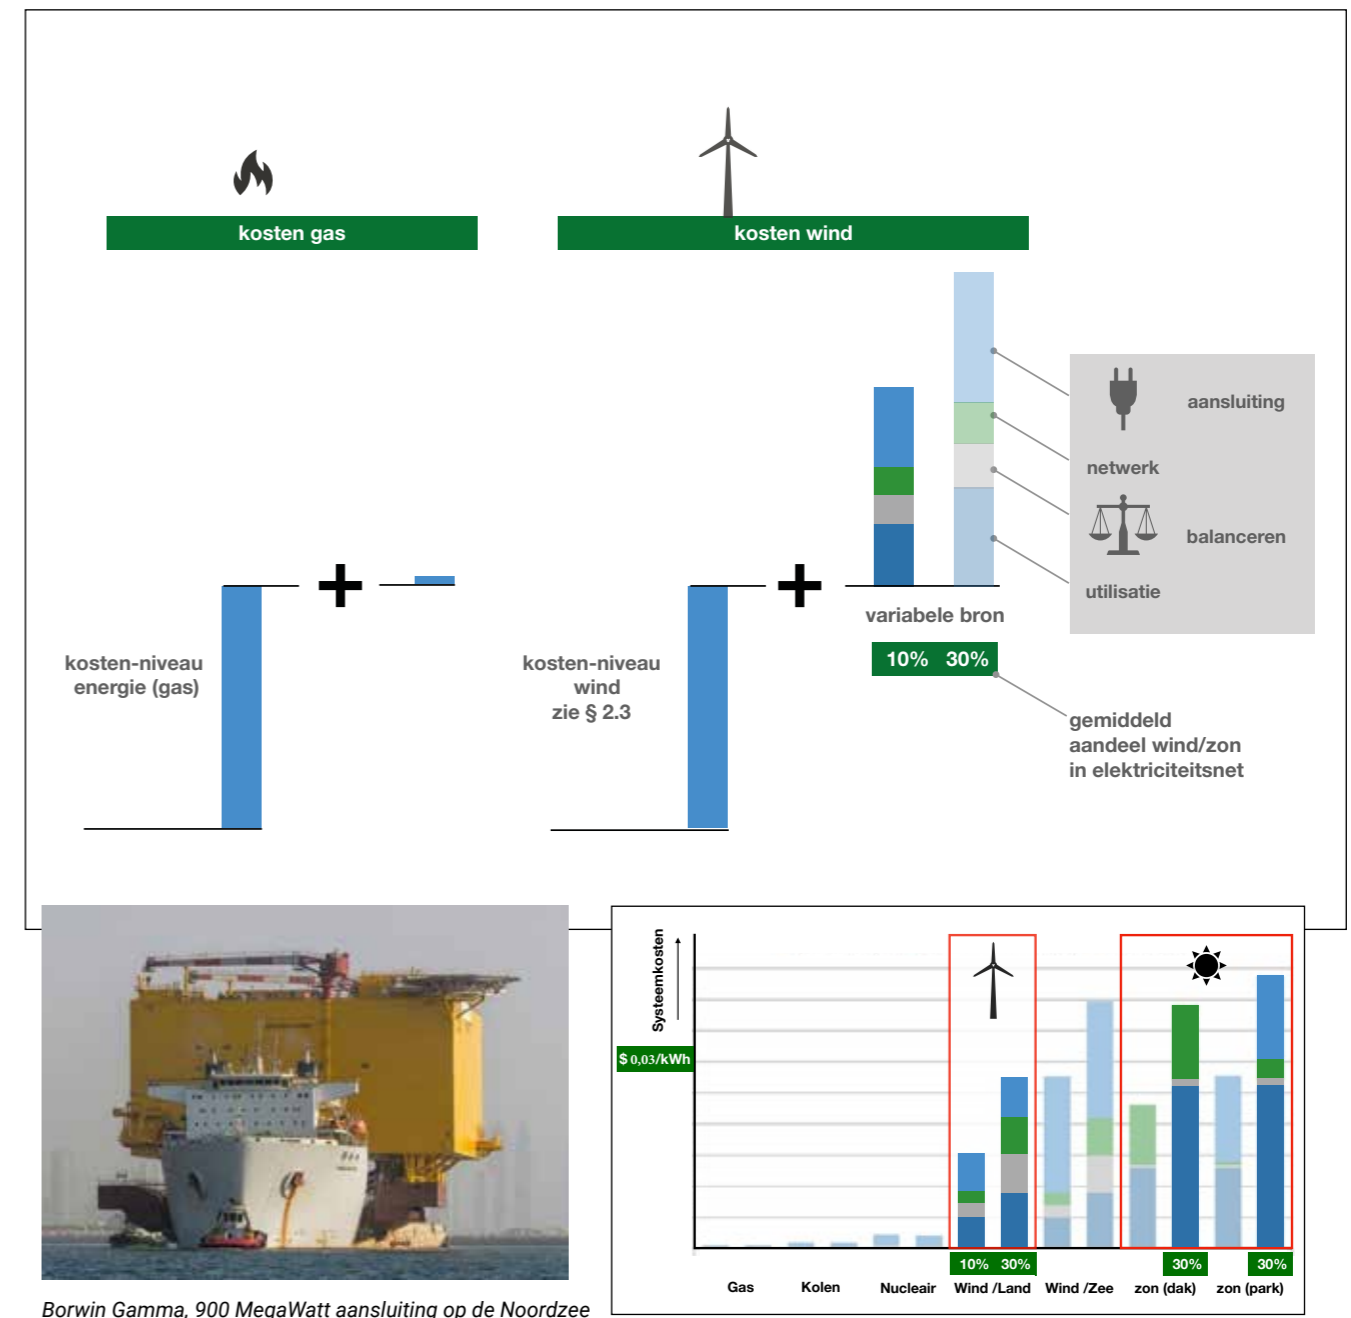 kosten gas
kosten wind
aansluiting
netwerk
balanceren
utilisatie
variabele bron
10% 30%
kosten-niveau
energie (gas)
kosten-niveau
wind
zie § 2.3
gemiddeld
aandeel wind/zon
in elektriciteitsnet
Systeemkosten
$ 0,03/kWh
10% 30%
30%
30%
Gas
Kolen
Nucleair
Wind /Land
Wind /Zee
zon (dak)
zon (park)
Borwin Gamma, 900 MegaWatt aansluiting op de Noordzee